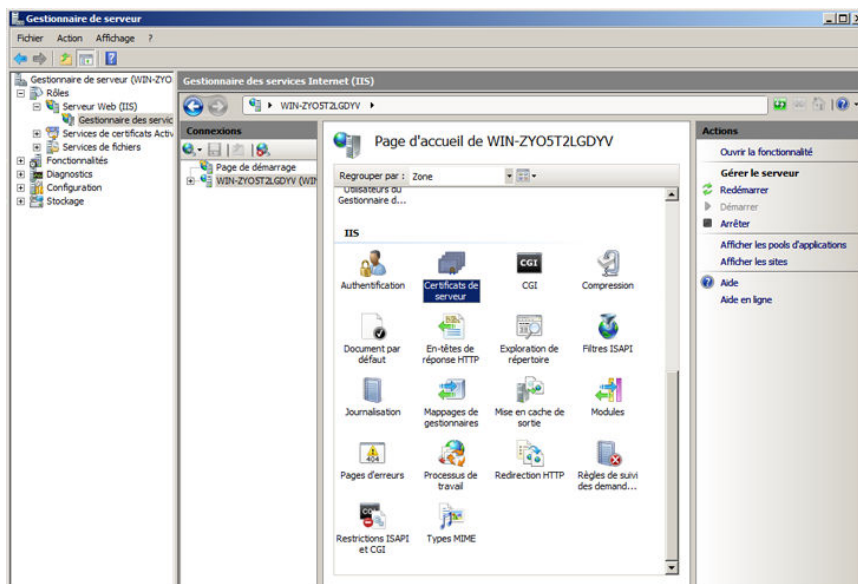 Gestionnaire de serveur
Fichier Action Affichage ?
Gestionnaire de serveur (WIN-ZYO
Rôles
Serveur Web (IIS)
Gestionnaire des servic
Services de certificats Activ
Services de fichiers
Fonctionnalités
Diagnostics
Configuration
Stockage
Gestionnaire des services Internet (IIS)
WIN-ZYO5T2LGDYV
Connexions
Page de démarrage
WIN-ZYO5T2LGDYV (WIN
Page d'accueil de WIN-ZYO5T2LGDYV
Regrouper par : Zone
Utilisateurs du
Gestionnaire d...
IIS
Authentification
Certificats de
serveur
CGI
CGI
Compression
Document par
défaut
En-têtes de
réponse HTTP
Exploration de
répertoire
Filtres ISAPI
Journalisation
Mappages de
gestionnaires
Mise en cache de
sortie
Modules
404
Pages d'erreurs
Processus de
travail
Redirection HTTP
Règles de suivi
des demand...
Restrictions ISAPI
et CGI
Types MIME
Actions
Ouvrir la fonctionnalité
Gérer le serveur
Redémarrer
Démarrer
Arrêter
Afficher les pools d'applications
Afficher les sites
Aide
Aide en ligne